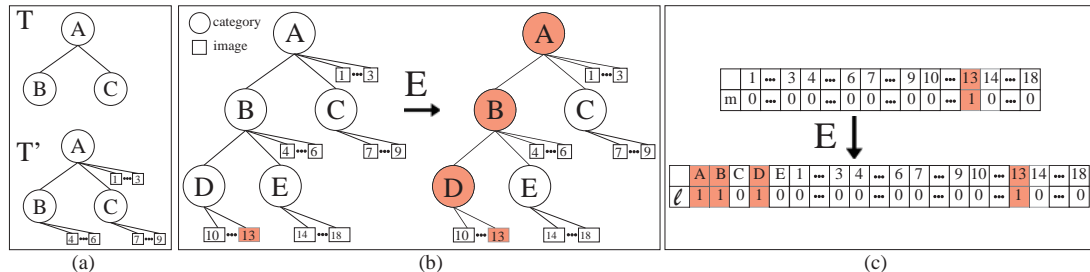 T
A
B C
T'
A
1 ••• 3
B C
4 ••• 6 7 ••• 9
(a)
category
image
A
1 ••• 3
B C
4 ••• 6 7 ••• 9
D E
10 ••• 13 14 ••• 18
E
A
1 ••• 3
B C
4 ••• 6 7 ••• 9
D E
10 ••• 13 14 ••• 18
(b)
1 ••• 3 4 ••• 6 7 ••• 9 10 ••• 13 14 ••• 18
m 0 ••• 0 0 ••• 0 0 ••• 0 0 ••• 1 0 ••• 0
E
A B C D E 1 ••• 3 4 ••• 6 7 ••• 9 10 ••• 13 14 ••• 18
ℓ 1 1 0 1 0 0 ••• 0 0 ••• 0 0 ••• 0 0 ••• 1 0 ••• 0
(c)